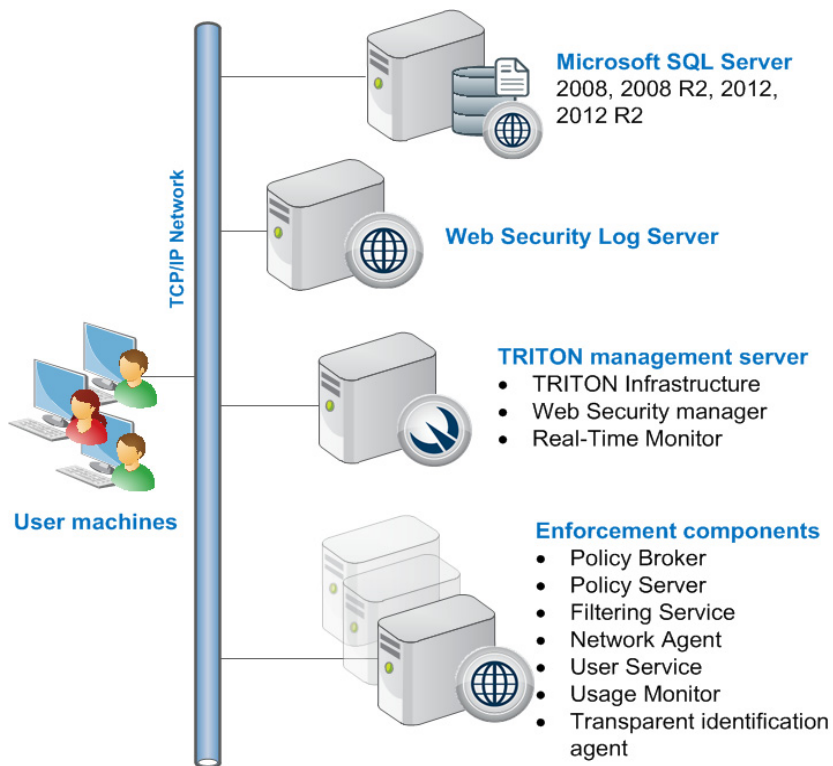 Microsoft SQL Server
2008, 2008 R2, 2012,
2012 R2
TCP/IP Network
Web Security Log Server
TRITON management server
• TRITON Infrastructure
• Web Security manager
• Real-Time Monitor
User machines
Enforcement components
• Policy Broker
• Policy Server
• Filtering Service
• Network Agent
• User Service
• Usage Monitor
• Transparent identification
agent